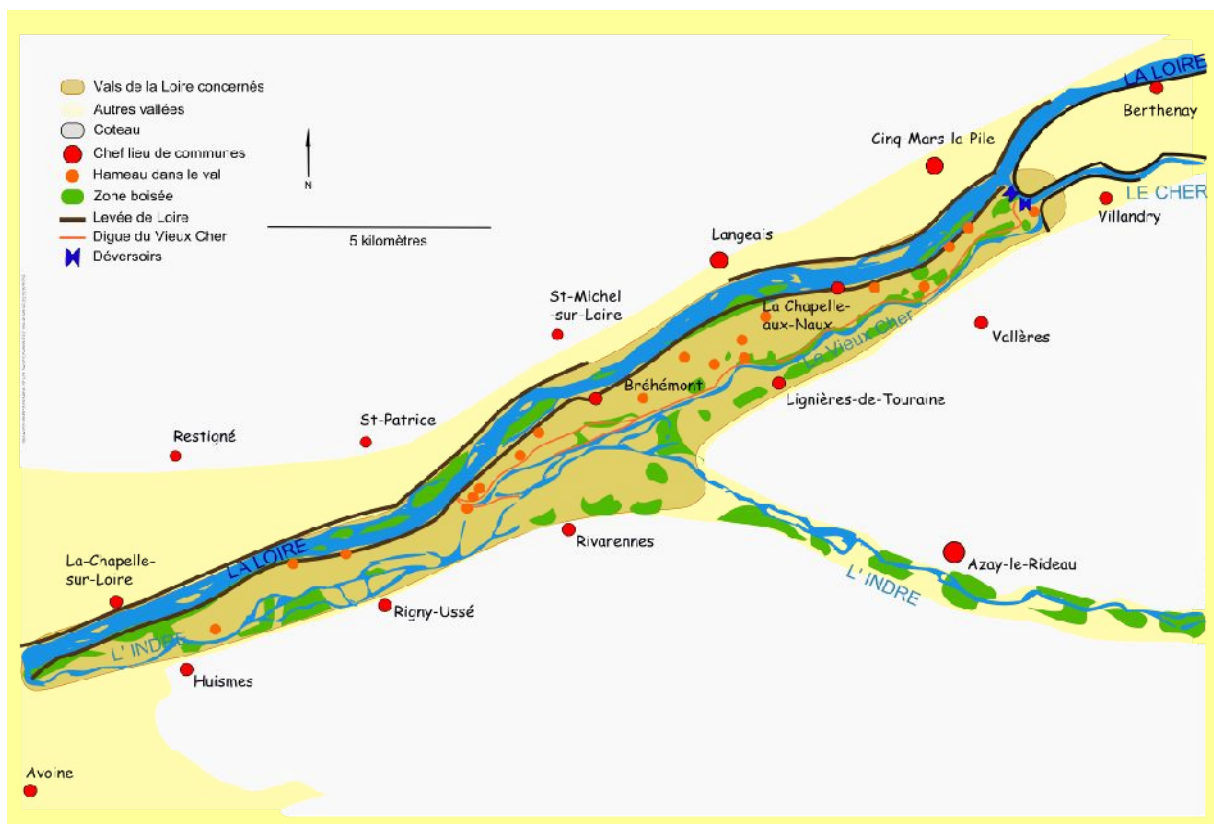 Vals de la Loire concernés
Autres vallées
Coteau
Chef lieu de communes
Hameau dans le val
Zone boisée
Levée de Loire
Digue du Vieux Cher
Déversoirs
N
5 kilomètres
LA LOIRE
Berthenay
Cinq Mars la Pile
LE CHER
Villandry
Langeais
St-Michel
-sur-Loire
La Chapelle-
aux-Naux
Le Vieux Cher
Vallères
Bréhémont
Lignières-de-Touraine
St-Patrice
Restigné
Rivarennes
LA LOIRE
La-Chapelle-
sur-Loire
Azay-le-Rideau
L' INDRE
Rigny-Ussé
L' INDRE
Huismes
Avoine